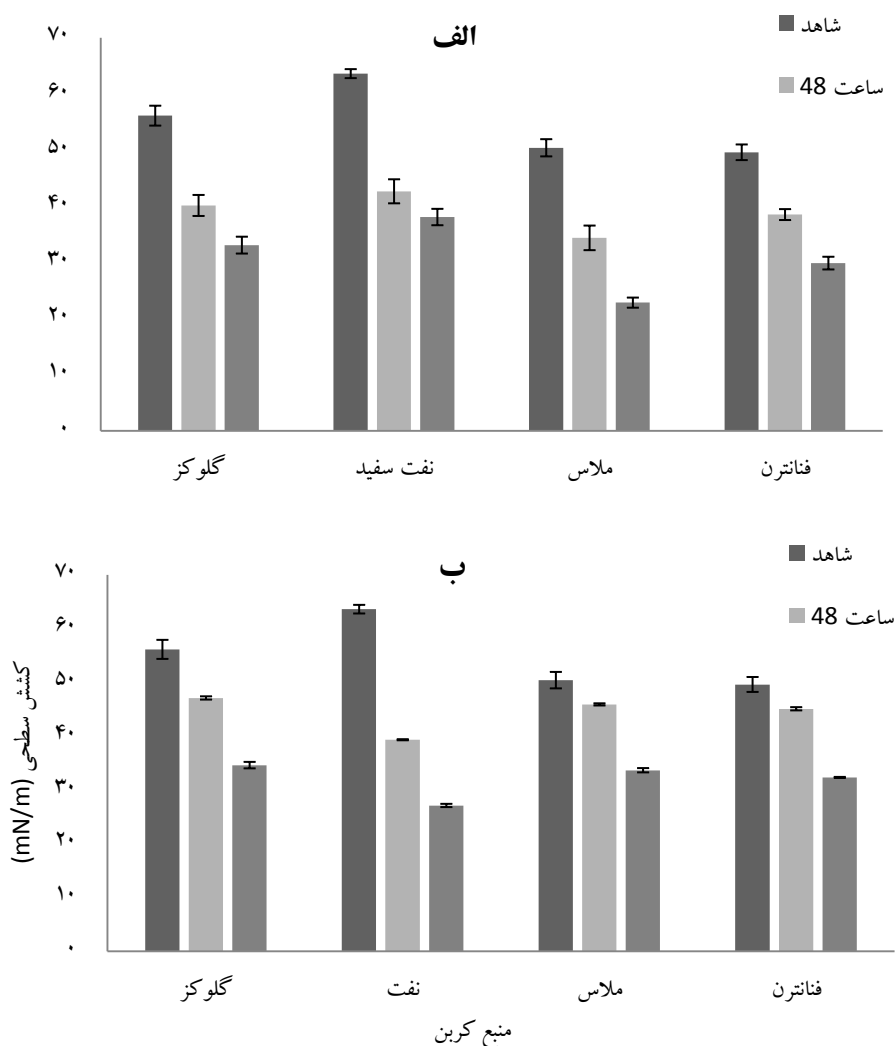 الف
شاهد
48 ساعت
۷۰
۶۰
۵۰
۴۰
۳۰
۲۰
۱۰
۰
گلوکز
نفت سفید
ملاس
فنانترن
ب
شاهد
48 ساعت
کشش سطحی (mN/m)
۷۰
۶۰
۵۰
۴۰
۳۰
۲۰
۱۰
۰
گلوکز
نفت
ملاس
فنانترن
منبع کربن